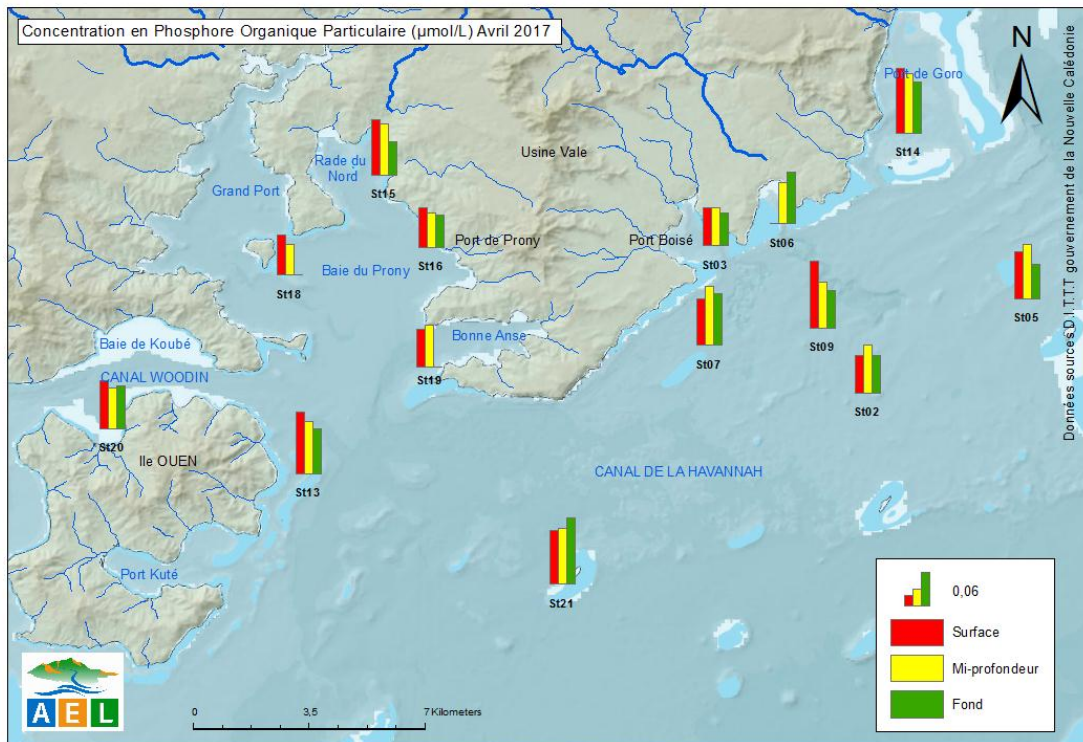 Concentration en Phosphore Organique Particulaire (µmol/L) Avril 2017
N
Port de Goro
St14
Rade du
Nord
St15
Usine Vale
Grand Port
St06
St16
Port de Prony
Port Boisé
St03
Baie du Prony
St18
St05
St07
St09
Bonne Anse
Baie de Koubé
St19
CANAL WOODIN
St02
St20
Ile OUEN
St13
CANAL DE LA HAVANNAH
Port Kuté
St21
Données sources D.I.T.T.T gouvernement de la Nouvelle Calédonie
0,06
Surface
Mi-profondeur
Fond
AEL
0 3,5 7 Kilometers